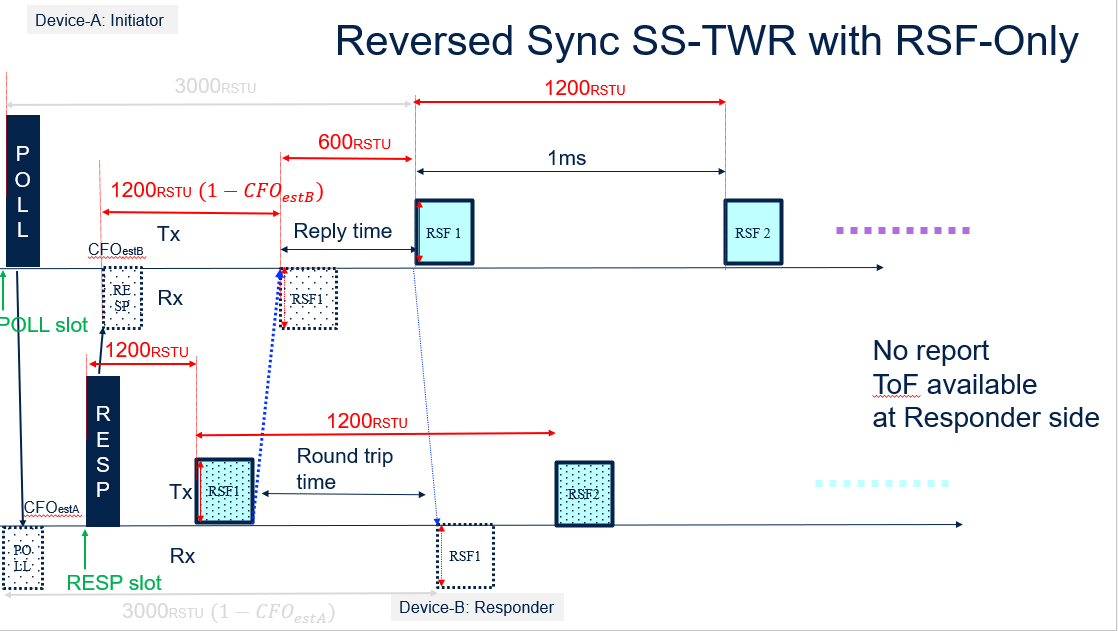 Device-A: Initiator
Reversed Sync SS-TWR with RSF-Only
3000RSTU
1200RSTU
600RSTU
1ms
1200RSTU (1 − CFOestB)
P
O
L
L
Tx
Reply time
RSF 1
RSF 2
CFOestB
RE
SP
Rx
RSF1
POLL slot
1200RSTU
No report
ToF available
at Responder side
R
E
S
P
1200RSTU
Round trip
time
Tx
RSF1
RSF2
CFOestA
PO
LL
Rx
RSF1
RESP slot
3000RSTU (1 − CFOestA)
Device-B: Responder